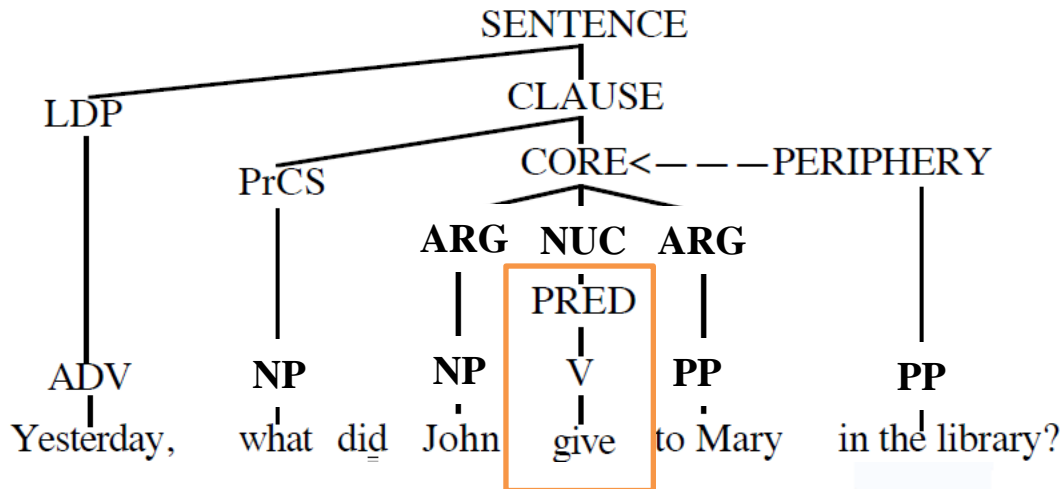 SENTENCE
LDP
CLAUSE
PrCS
CORE<- - -PERIPHERY
ARG NUC ARG
PRED
ADV NP NP V PP PP
Yesterday, what did John give to Mary in the library?